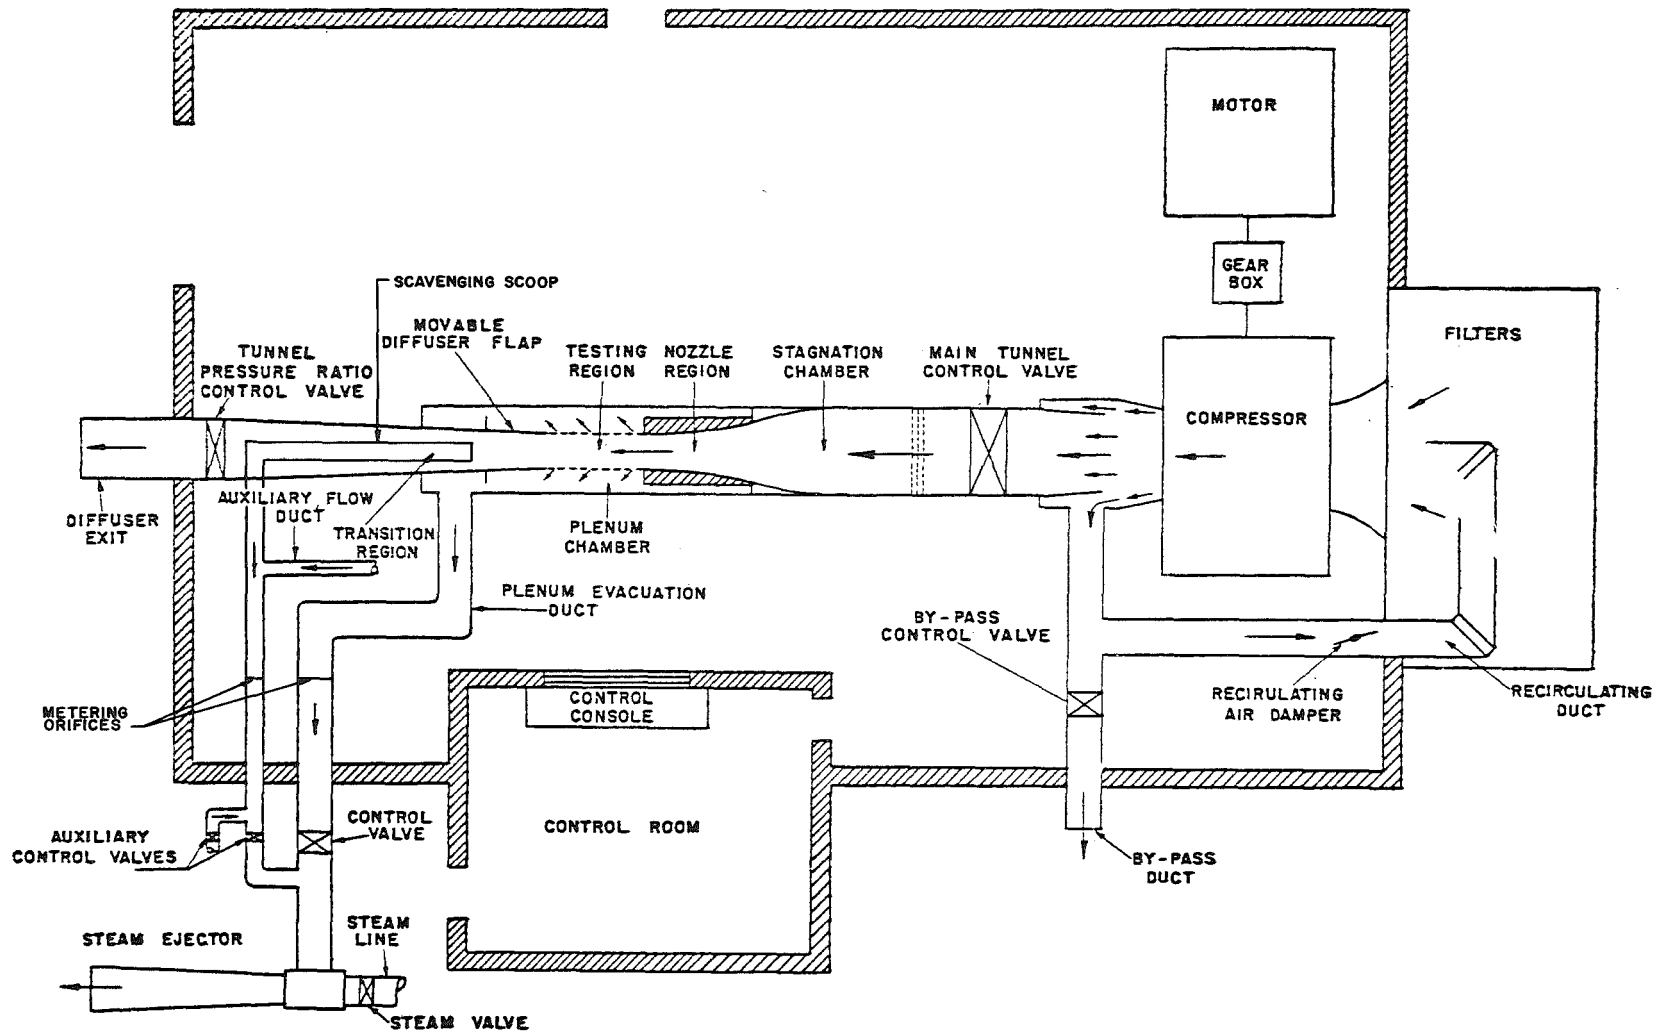 MOTOR
GEAR
BOX
SCAVENGING SCOOP
MOVABLE
DIFFUSER FLAP
TUNNEL
PRESSURE RATIO
CONTROL VALVE
TESTING
REGION
NOZZLE
REGION
STAGNATION
CHAMBER
MAIN TUNNEL
CONTROL VALVE
FILTERS
COMPRESSOR
AUXILIARY FLOW
DUCT
DIFFUSER
EXIT
TRANSITION
REGION
PLENUM
CHAMBER
PLENUM EVACUATION
DUCT
BY-PASS
CONTROL VALVE
METERING
ORIFICES
CONTROL
CONSOLE
RECIRULATING
AIR DAMPER
RECIRCULATING
DUCT
AUXILIARY
CONTROL VALVES
CONTROL
VALVE
CONTROL ROOM
BY-PASS
DUCT
STEAM EJECTOR
STEAM
LINE
STEAM VALVE